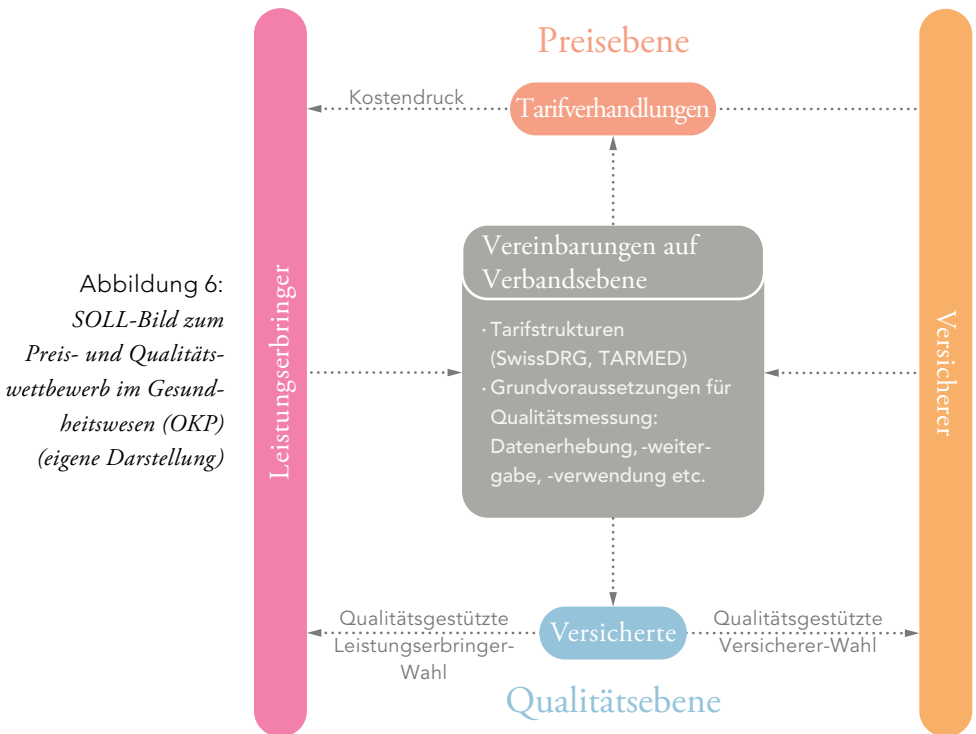 Preisebene
Kostendruck
Tarifverhandlungen
Leistungserbringer
Versicherer
Vereinbarungen auf
Verbandsebene
· Tarifstrukturen
(SwissDRG, TARMED)
· Grundvoraussetzungen für
Qualitätsmessung:
Datenerhebung, -weiter-
gabe, -verwendung etc.
Abbildung 6:
SOLL-Bild zum
Preis- und Qualitäts-
wettbewerb im Gesund-
heitswesen (OKP)
(eigene Darstellung)
Qualitätsgestützte
Leistungserbringer-
Wahl
Versicherte
Qualitätsgestützte
Versicherer-Wahl
Qualitätsebene